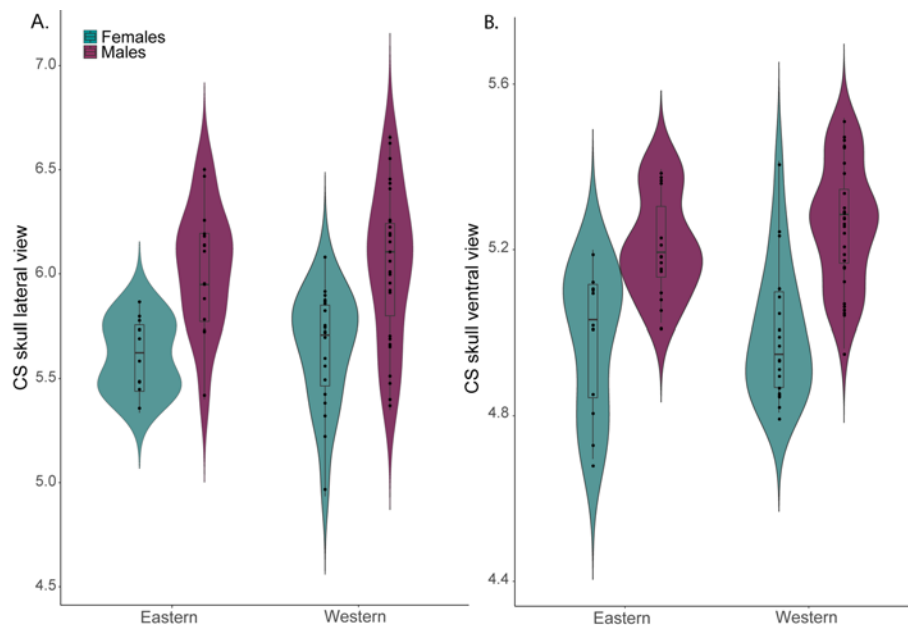 A.
Females
Males
7.0
6.5
6.0
5.5
5.0
4.5
CS skull lateral view
Eastern
Western
B.
5.6
5.2
4.8
4.4
CS skull ventral view
Eastern
Western